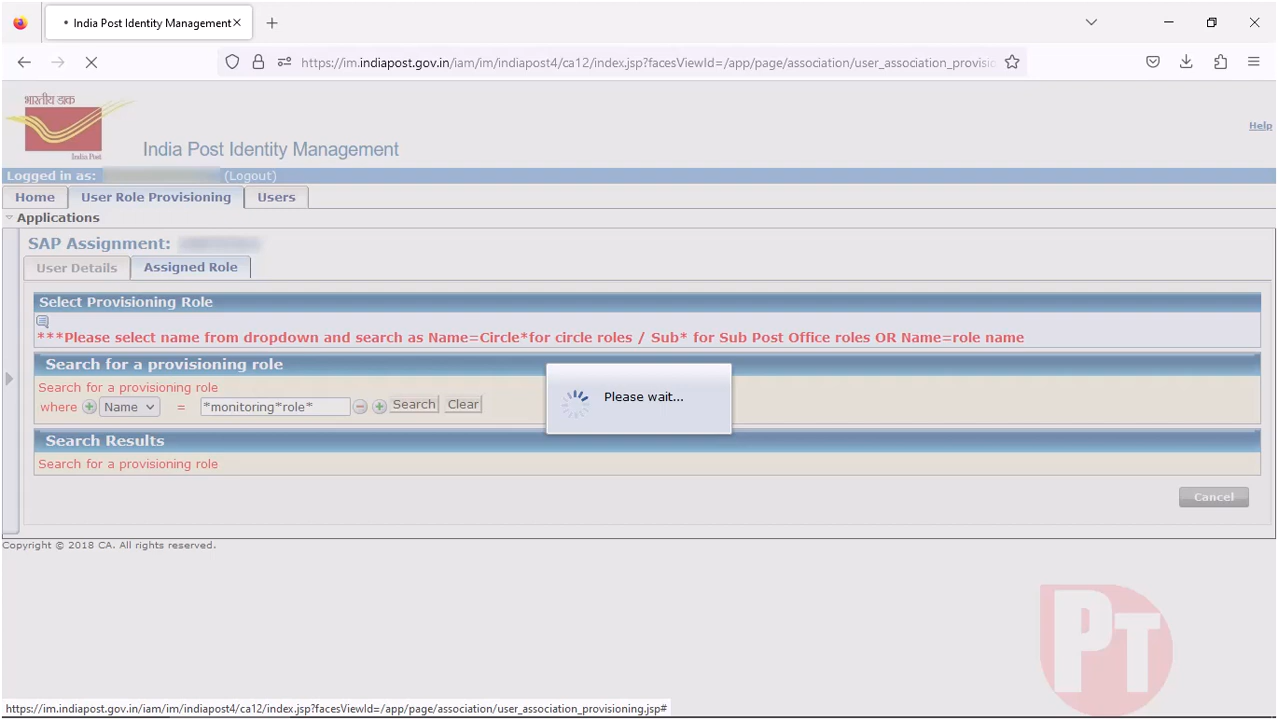 India Post Identity Management
https://im.indiapost.gov.in/iam/im/indiapost4/ca12/index.jsp?facesViewId=/app/page/association/user_association_provisi
भारतीय डाक
India Post
India Post Identity Management
Help
Logged in as: (Logout)
Home User Role Provisioning Users
Applications
SAP Assignment:
User Details Assigned Role
Select Provisioning Role
***Please select name from dropdown and search as Name=Circle*for circle roles / Sub* for Sub Post Office roles OR Name=role name
Search for a provisioning role
Search for a provisioning role
where Name = *monitoring*role* Search Clear
Please wait...
Search Results
Search for a provisioning role
Cancel
Copyright © 2018 CA. All rights reserved.
PT
https://im.indiapost.gov.in/iam/im/indiapost4/ca12/index.jsp?facesViewId=/app/page/association/user_association_provisioning.jsp#